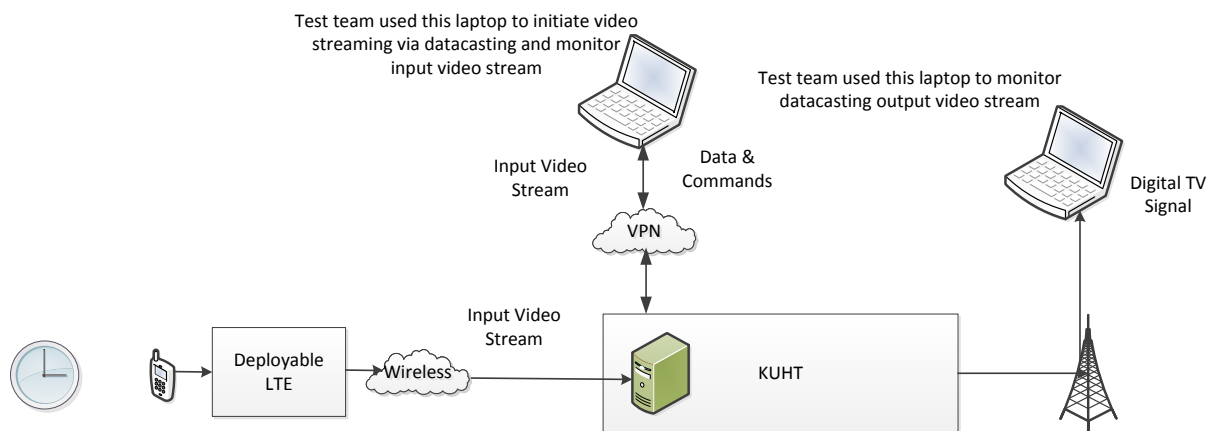 Test team used this laptop to initiate video
streaming via datacasting and monitor
input video stream
Test team used this laptop to monitor
datacasting output video stream
Input Video
Stream
Data &
Commands
Digital TV
Signal
VPN
Input Video
Stream
Deployable
LTE
Wireless
KUHT